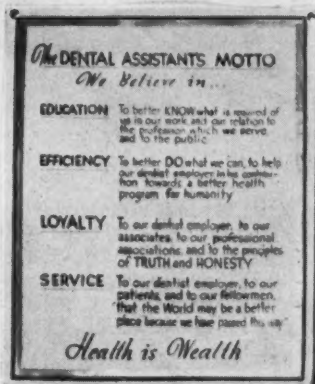 The DENTAL ASSISTANTS MOTTO
We Believe in...
EDUCATION To better KNOW what is required of
us in our work and our relation to
the profession which we serve
and to the public
EFFICIENCY To better DO what we can, to help
our dentist employer in his contribu-
tion towards a better health
program for humanity
LOYALTY To our dentist employer, to our
associates, to our professional
associations, and to the principles
of TRUTH and HONESTY
SERVICE To our dentist employer, to our
patients, and to our fellowmen,
"that the World may be a better
place because we have passed this way"
Health is Wealth